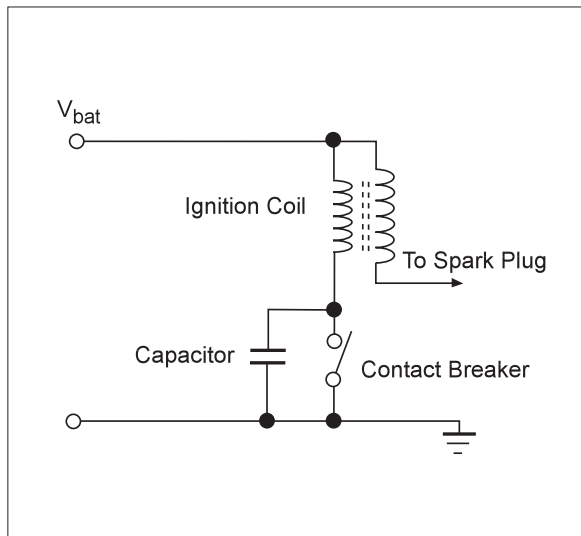 V_bat
Ignition Coil
To Spark Plug
Capacitor
Contact Breaker